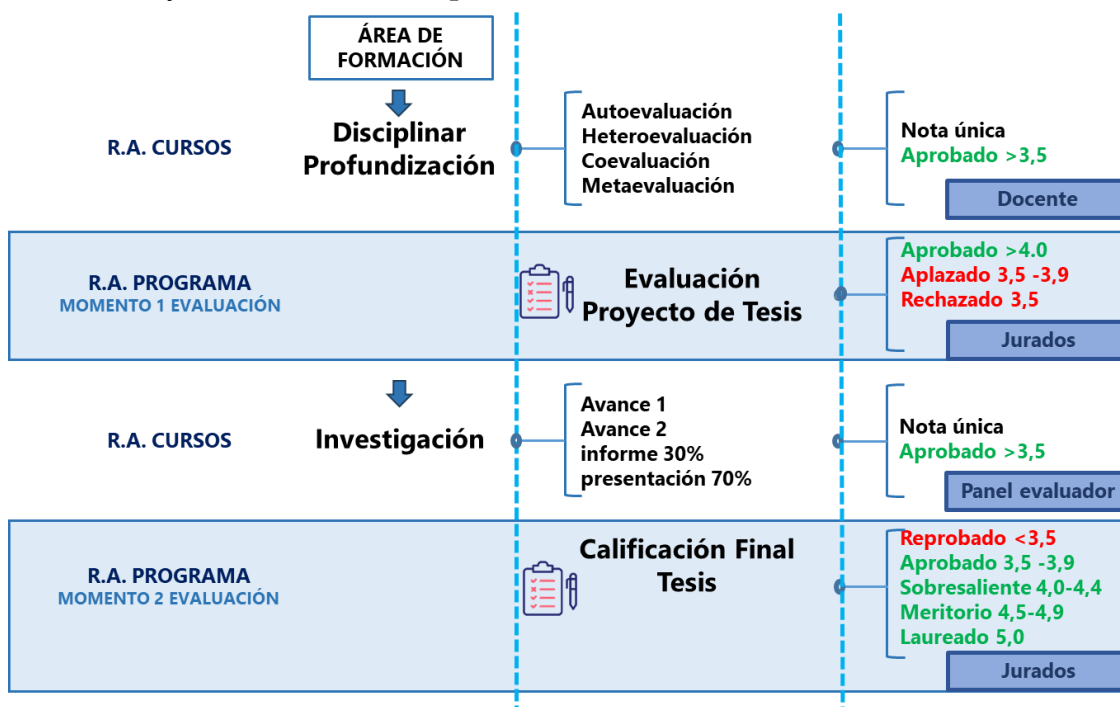 ÁREA DE
FORMACIÓN
R.A. CURSOS
Disciplinar
Profundización
Autoevaluación
Heteroevaluación
Coevaluación
Metaevaluación
Nota única
Aprobado >3,5
Docente
R.A. PROGRAMA
MOMENTO 1 EVALUACIÓN
Evaluación
Proyecto de Tesis
Aprobado >4.0
Aplazado 3,5 -3,9
Rechazado 3,5
Jurados
R.A. CURSOS
Investigación
Avance 1
Avance 2
informe 30%
presentación 70%
Nota única
Aprobado >3,5
Panel evaluador
R.A. PROGRAMA
MOMENTO 2 EVALUACIÓN
Calificación Final
Tesis
Reprobado <3,5
Aprobado 3,5 -3,9
Sobresaliente 4,0-4,4
Meritorio 4,5-4,9
Laureado 5,0
Jurados